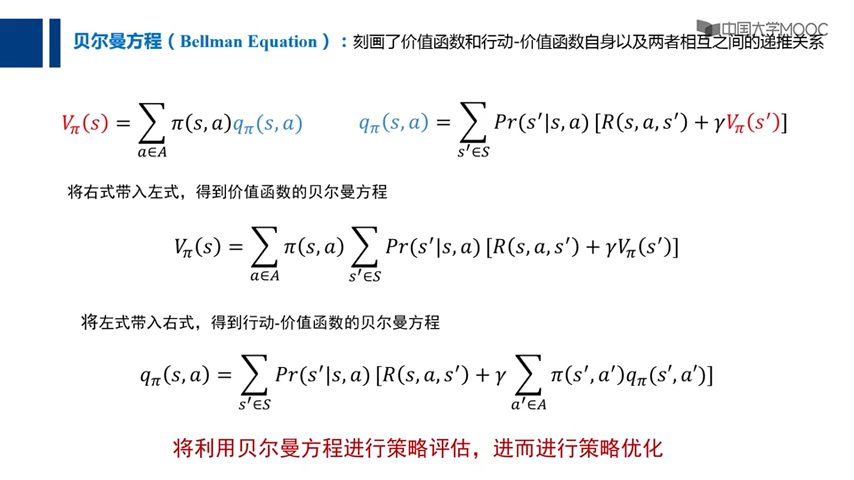 中国大学MOOC
贝尔曼方程（Bellman Equation）：刻画了价值函数和行动-价值函数自身以及两者相互之间的递推关系
V_π(s) = ∑_{a∈A} π(s, a)q_π(s, a)    q_π(s, a) = ∑_{s′∈S} Pr(s′|s, a) [R(s, a, s′) + γV_π(s′)]
将右式带入左式，得到价值函数的贝尔曼方程
V_π(s) = ∑_{a∈A} π(s, a) ∑_{s′∈S} Pr(s′|s, a) [R(s, a, s′) + γV_π(s′)]
将左式带入右式，得到行动-价值函数的贝尔曼方程
q_π(s, a) = ∑_{s′∈S} Pr(s′|s, a) [R(s, a, s′) + γ ∑_{a′∈A} π(s′, a′)q_π(s′, a′)]
将利用贝尔曼方程进行策略评估，进而进行策略优化